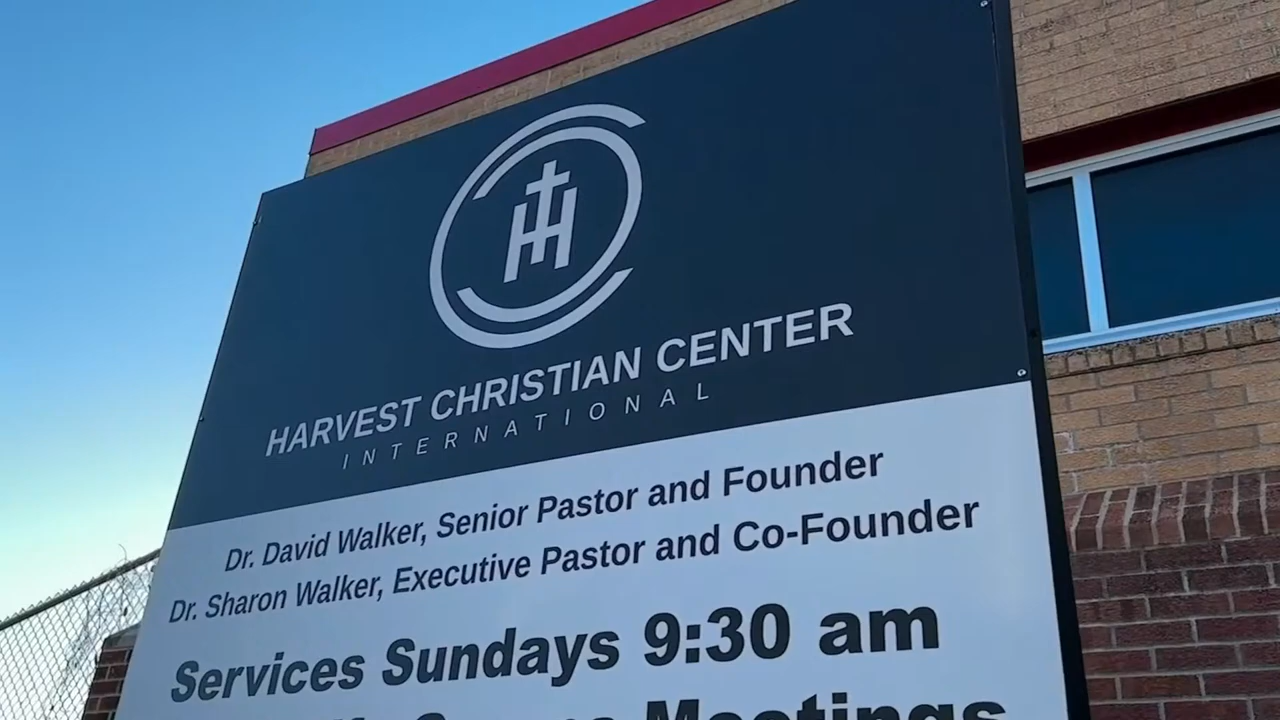 HARVEST CHRISTIAN CENTER
INTERNATIONAL
Dr. David Walker, Senior Pastor and Founder
Dr. Sharon Walker, Executive Pastor and Co-Founder
Services Sundays 9:30 am
Meetings